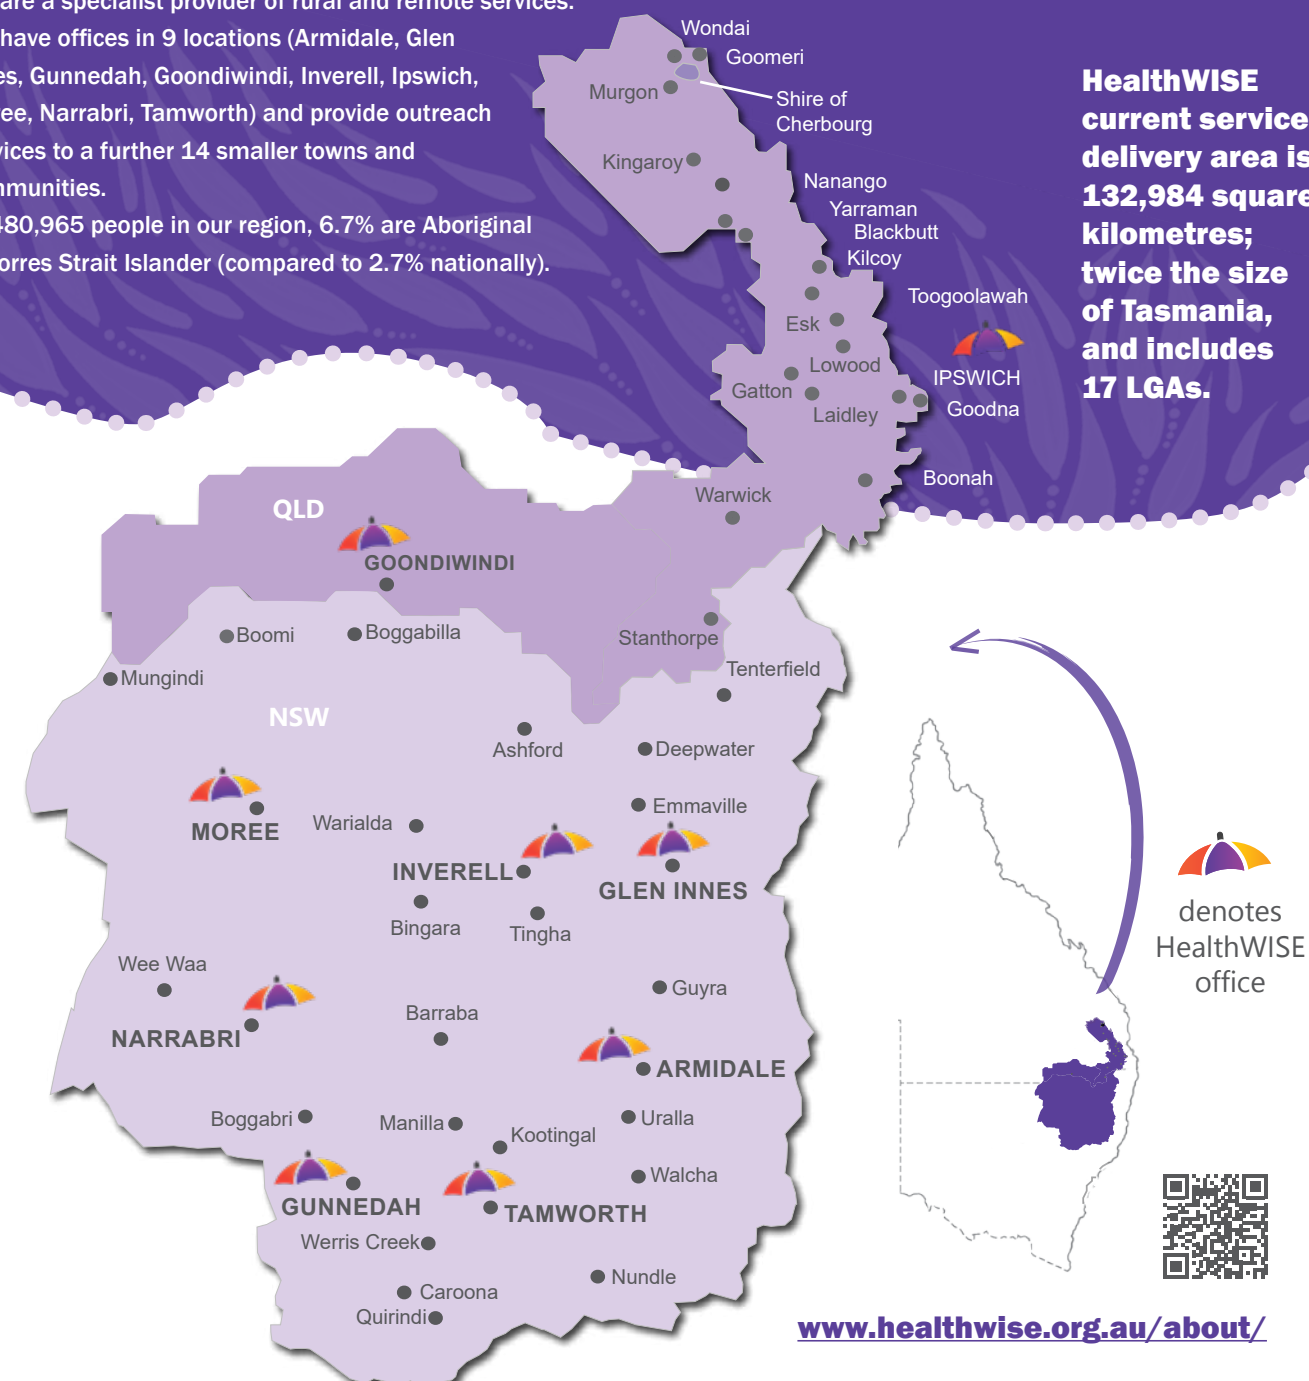 are a specialist provider of rural and remote services.
have offices in 9 locations (Armidale, Glen
es, Gunnedah, Goondiwindi, Inverell, Ipswich,
ree, Narrabri, Tamworth) and provide outreach
vices to a further 14 smaller towns and
mmunities.
480,965 people in our region, 6.7% are Aboriginal
orres Strait Islander (compared to 2.7% nationally).
HealthWISE
current service
delivery area is
132,984 square
kilometres;
twice the size
of Tasmania,
and includes
17 LGAs.
Wondai
Goomeri
Murgon
Shire of
Cherbourg
Kingaroy
Nanango
Yarraman
Blackbutt
Kilcoy
Toogoolawah
Esk
Lowood
IPSWICH
Gatton
Goodna
Laidley
Boonah
Warwick
QLD
GOONDIWINDI
Boomi
Boggabilla
Stanthorpe
Tenterfield
Mungindi
NSW
Ashford
Deepwater
Emmaville
MOREE
Warialda
INVERELL
GLEN INNES
Bingara
Tingha
Wee Waa
Guyra
Barraba
NARRABRI
ARMIDALE
Boggabri
Manilla
Uralla
Kootingal
Walcha
GUNNEDAH
TAMWORTH
Werris Creek
Nundle
Caroona
Quirindi
denotes
HealthWISE
office
www.healthwise.org.au/about/